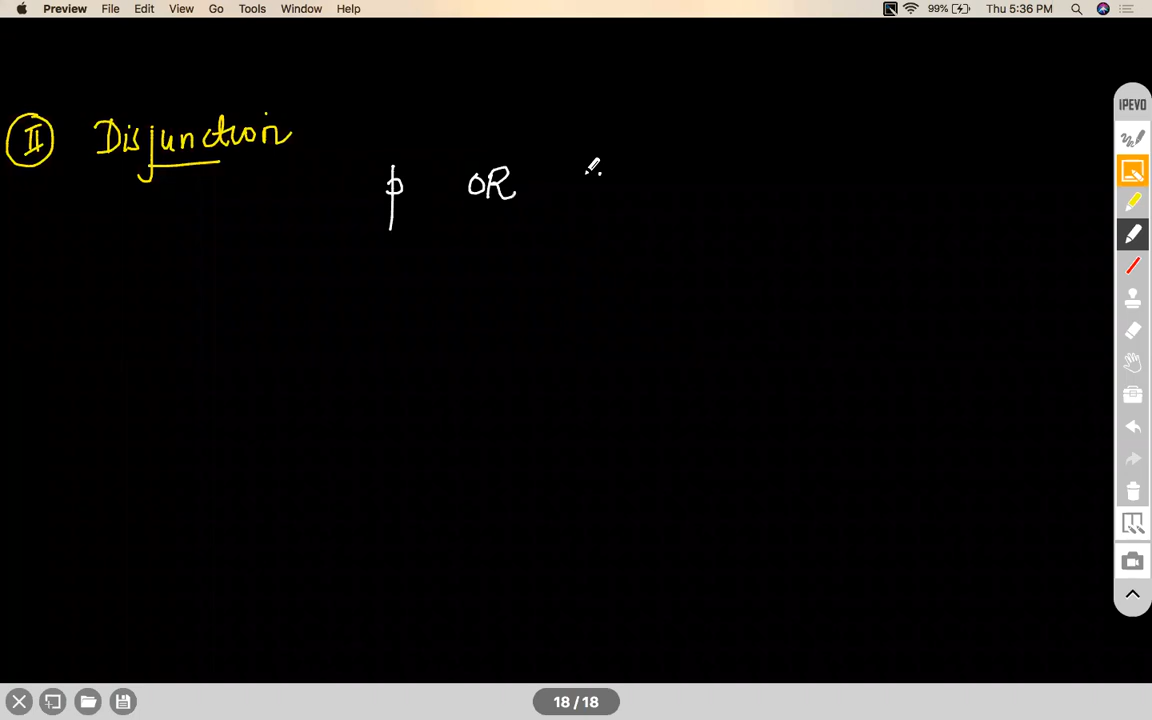 Preview File Edit View Go Tools Window Help 99% Thu 5:36 PM
IPEVO
II Disjunction
p OR
18 / 18